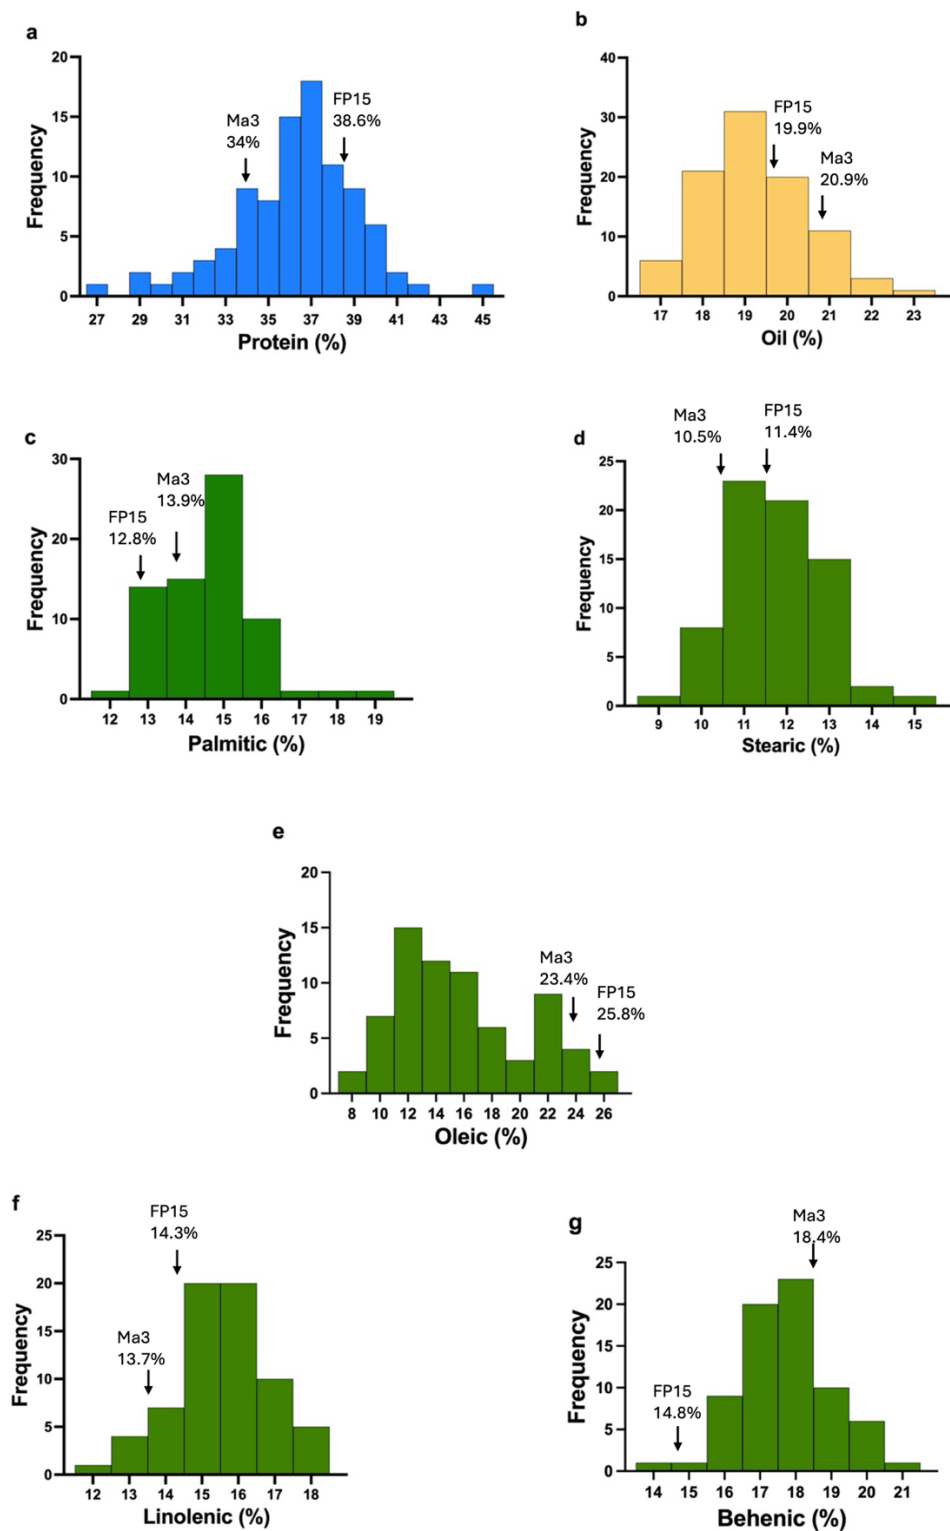 a
20
15
10
5
0
Frequency
Ma3
34%
FP15
38.6%
27 29 31 33 35 37 39 41 43 45
Protein (%)
b
40
30
20
10
0
Frequency
FP15
19.9%
Ma3
20.9%
17 18 19 20 21 22 23
Oil (%)
c
30
20
10
0
Frequency
FP15
12.8%
Ma3
13.9%
12 13 14 15 16 17 18 19
Palmitic (%)
d
25
20
15
10
5
0
Frequency
Ma3
10.5%
FP15
11.4%
9 10 11 12 13 14 15
Stearic (%)
e
20
15
10
5
0
Frequency
Ma3
23.4%
FP15
25.8%
8 10 12 14 16 18 20 22 24 26
Oleic (%)
f
25
20
15
10
5
0
Frequency
FP15
14.3%
Ma3
13.7%
12 13 14 15 16 17 18
Linolenic (%)
g
25
20
15
10
5
0
Frequency
Ma3
18.4%
FP15
14.8%
14 15 16 17 18 19 20 21
Behenic (%)